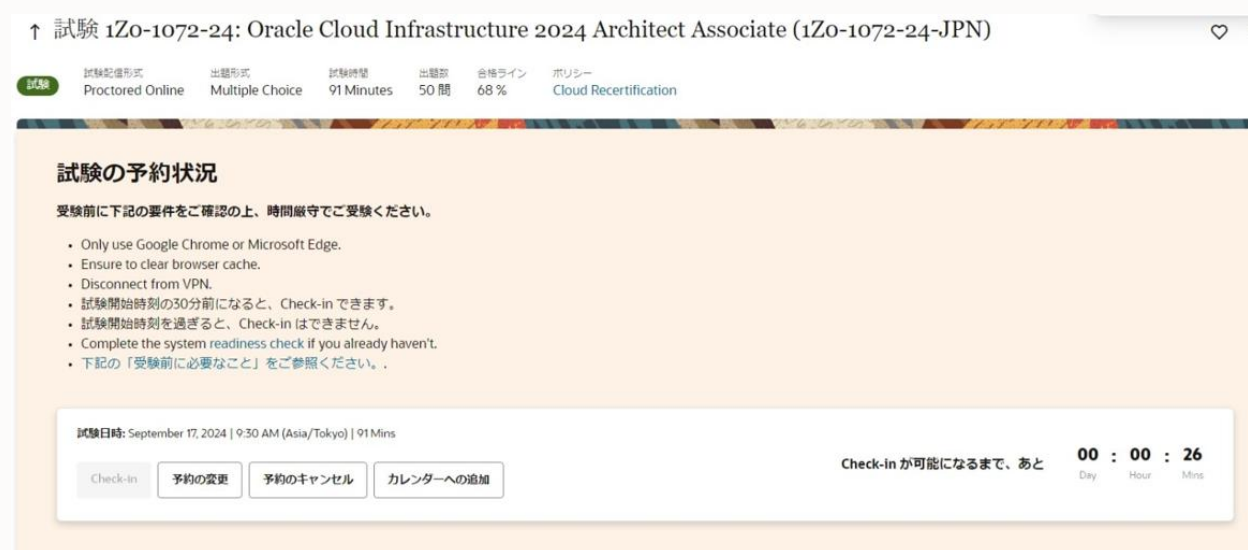 ↑ 試験 1Z0-1072-24: Oracle Cloud Infrastructure 2024 Architect Associate (1Z0-1072-24-JPN)
試験 試験配信形式 出題形式 試験時間 出題数 合格ライン ポリシー
Proctored Online Multiple Choice 91 Minutes 50 問 68 % Cloud Recertification
試験の予約状況
受験前に下記の要件をご確認の上、時間厳守でご受験ください。
• Only use Google Chrome or Microsoft Edge.
• Ensure to clear browser cache.
• Disconnect from VPN.
• 試験開始時刻の30分前になると、Check-in できます。
• 試験開始時刻を過ぎると、Check-in はできません。
• Complete the system readiness check if you already haven't.
• 下記の「受験前に必要なこと」をご参照ください。.
試験日時: September 17, 2024 | 9:30 AM (Asia/Tokyo) | 91 Mins
Check-in 予約の変更 予約のキャンセル カレンダーへの追加
Check-in が可能になるまで、あと 00 : 00 : 26
Day Hour Mins